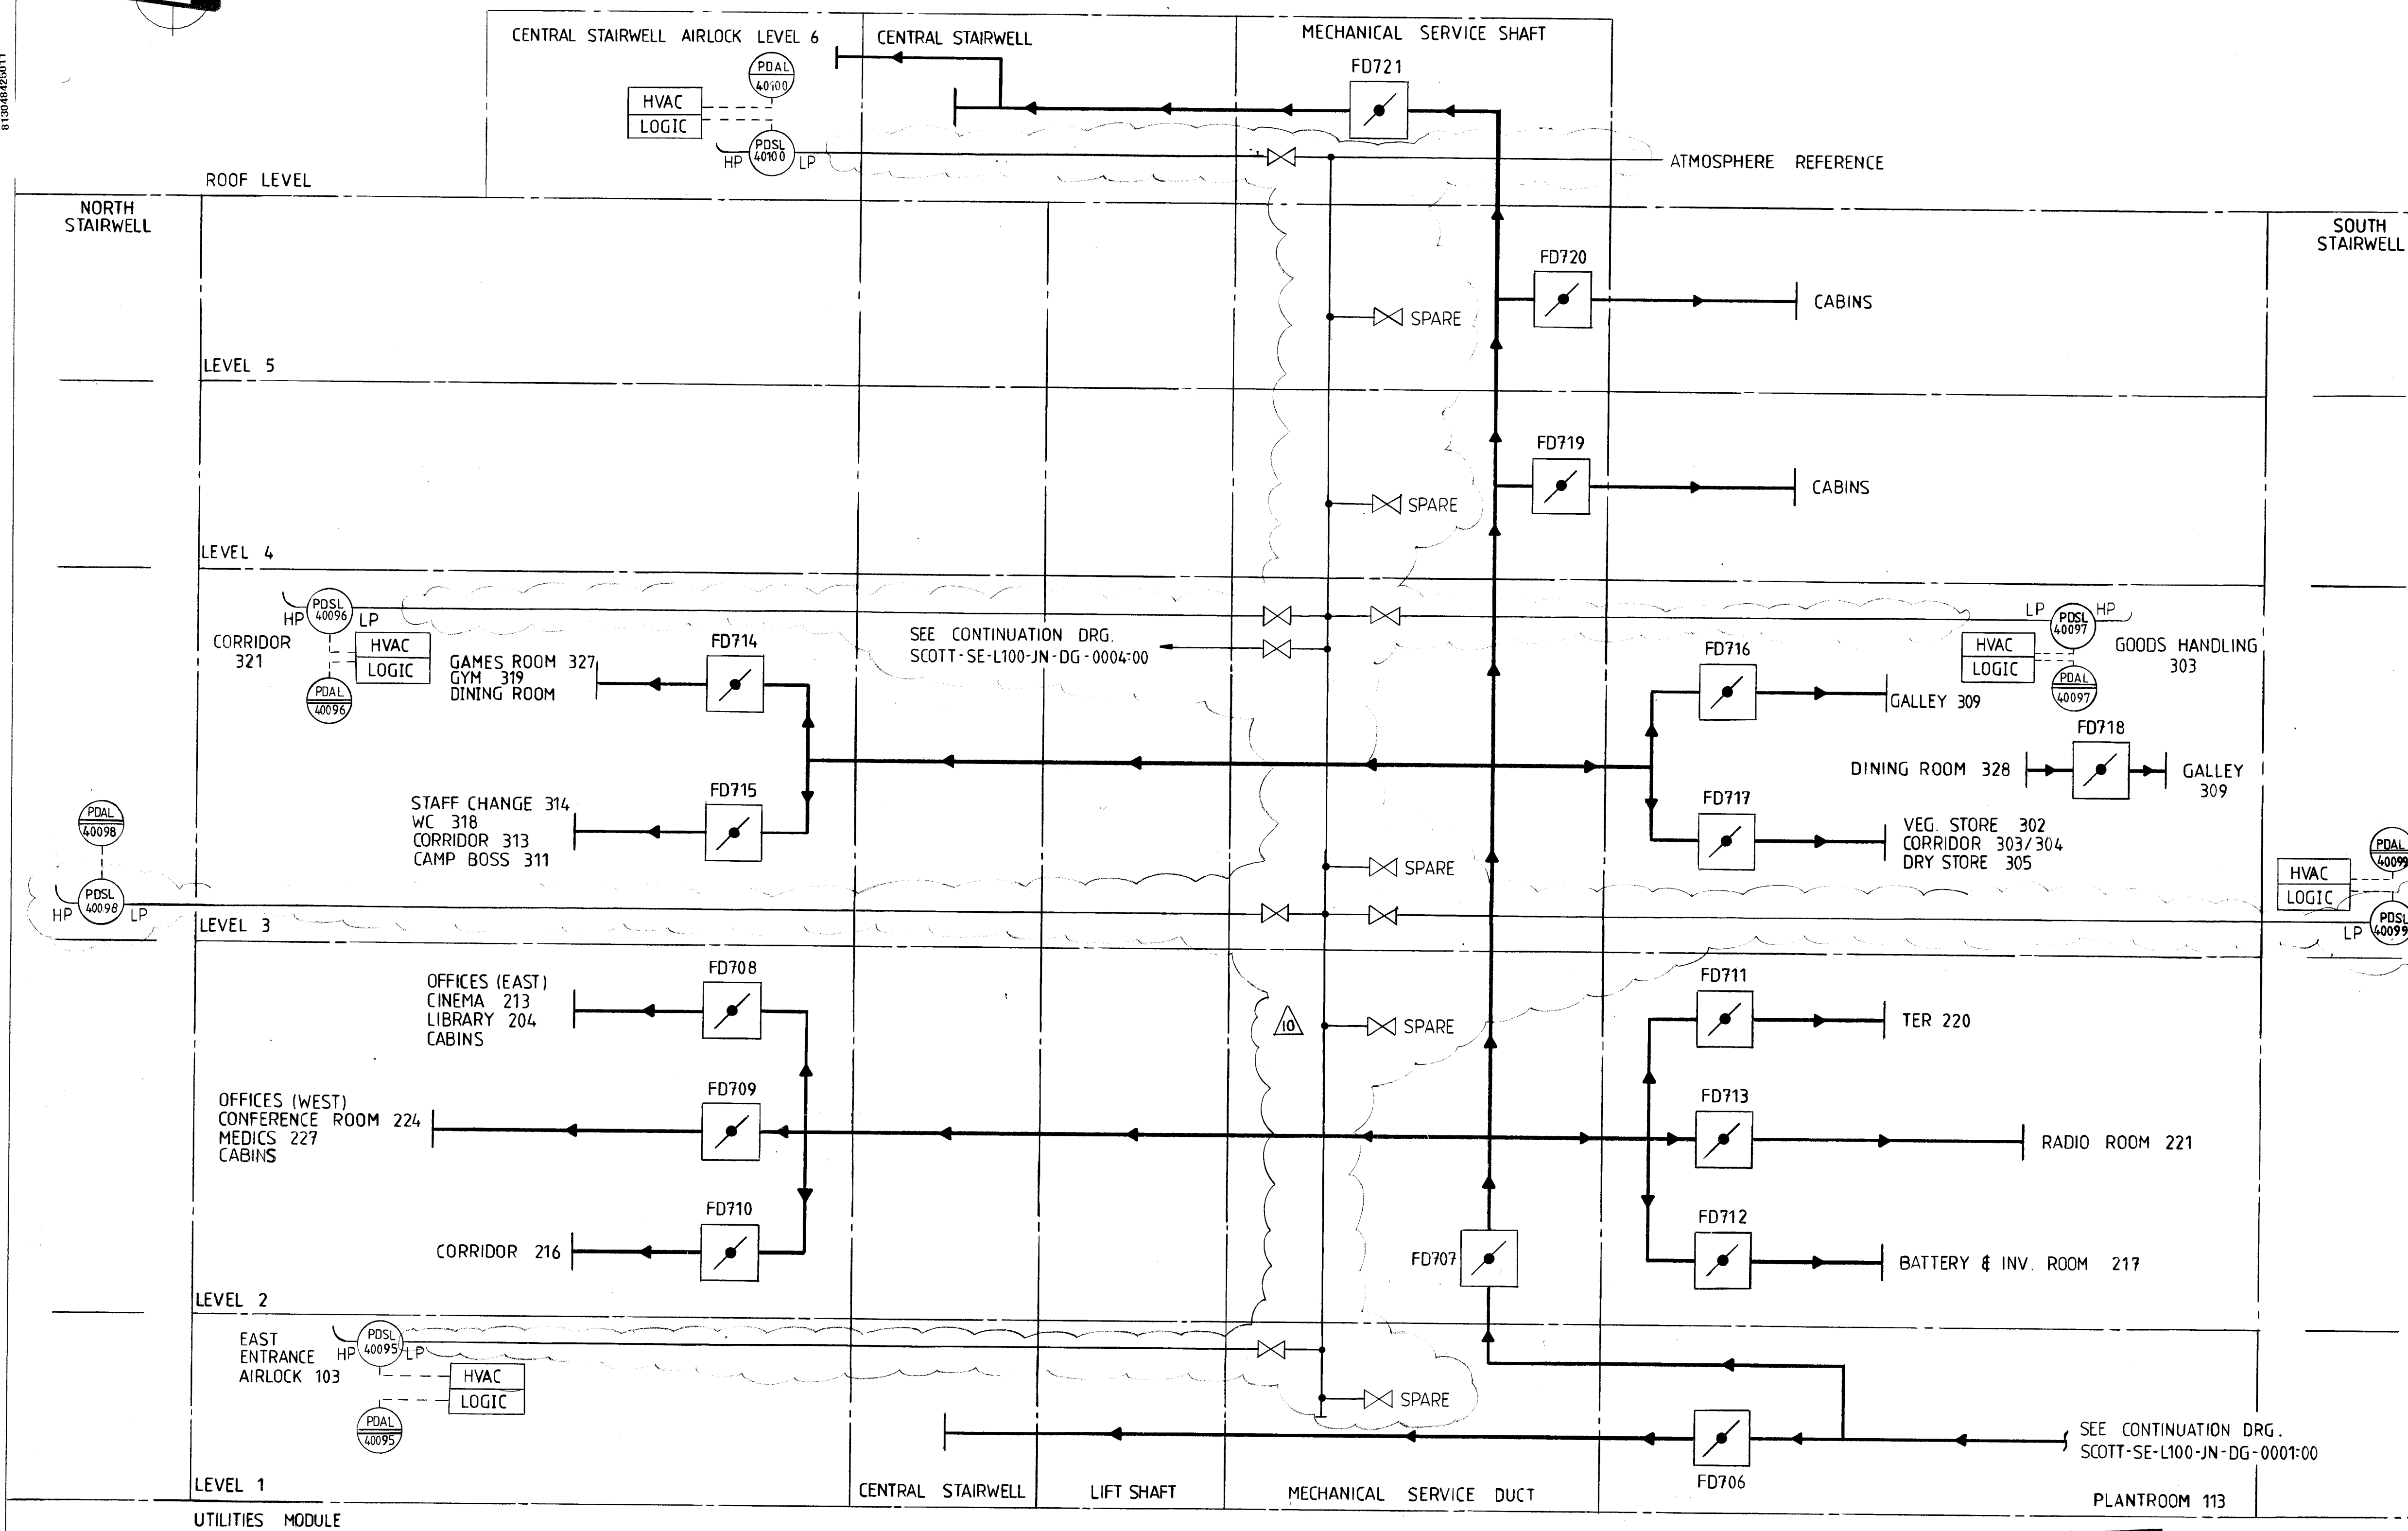 813048426011
CENTRAL STAIRWELL AIRLOCK LEVEL 6
CENTRAL STAIRWELL
MECHANICAL SERVICE SHAFT
PDAL
40100
HVAC
LOGIC
FD721
PDSL
40100
HP
LP
ATMOSPHERE REFERENCE
ROOF LEVEL
NORTH
STAIRWELL
SOUTH
STAIRWELL
FD720
CABINS
SPARE
LEVEL 5
FD719
CABINS
SPARE
LEVEL 4
PDSL
40096
HP
LP
CORRIDOR
321
HVAC
LOGIC
PDAL
40096
GAMES ROOM 327
GYM 319
DINING ROOM
FD714
SEE CONTINUATION DRG.
SCOTT-SE-L100-JN-DG-0004:00
FD716
GALLEY 309
LP
HP
PDSL
40097
HVAC
LOGIC
PDAL
40097
GOODS HANDLING
303
FD718
DINING ROOM 328
GALLEY
309
STAFF CHANGE 314
WC 318
CORRIDOR 313
CAMP BOSS 311
FD715
FD717
VEG. STORE 302
CORRIDOR 303/304
DRY STORE 305
PDAL
40098
PDSL
40098
HP
LP
SPARE
PDAL
40099
HVAC
LOGIC
PDSL
40099
LP
LEVEL 3
OFFICES (EAST)
CINEMA 213
LIBRARY 204
CABINS
FD708
10
SPARE
FD711
TER 220
OFFICES (WEST)
CONFERENCE ROOM 224
MEDICS 227
CABINS
FD709
FD713
RADIO ROOM 221
CORRIDOR 216
FD710
FD707
FD712
BATTERY & INV. ROOM 217
LEVEL 2
EAST
ENTRANCE
AIRLOCK 103
HP
PDSL
40095
LP
HVAC
LOGIC
PDAL
40095
SPARE
FD706
SEE CONTINUATION DRG.
SCOTT-SE-L100-JN-DG-0001:00
LEVEL 1
CENTRAL STAIRWELL
LIFT SHAFT
MECHANICAL SERVICE DUCT
PLANTROOM 113
UTILITIES MODULE